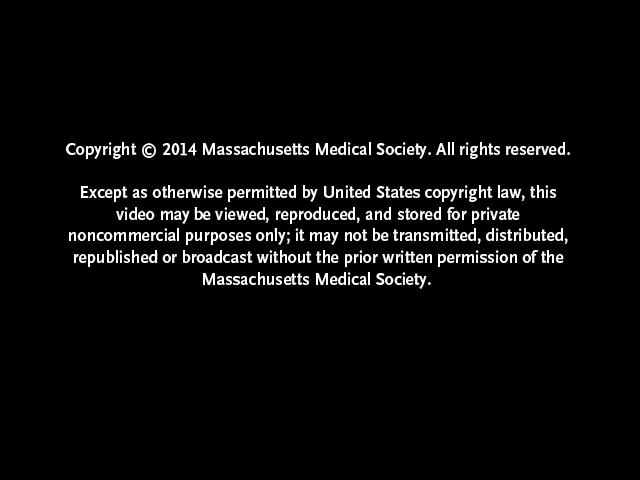 Copyright © 2014 Massachusetts Medical Society. All rights reserved.
Except as otherwise permitted by United States copyright law, this
video may be viewed, reproduced, and stored for private
noncommercial purposes only; it may not be transmitted, distributed,
republished or broadcast without the prior written permission of the
Massachusetts Medical Society.